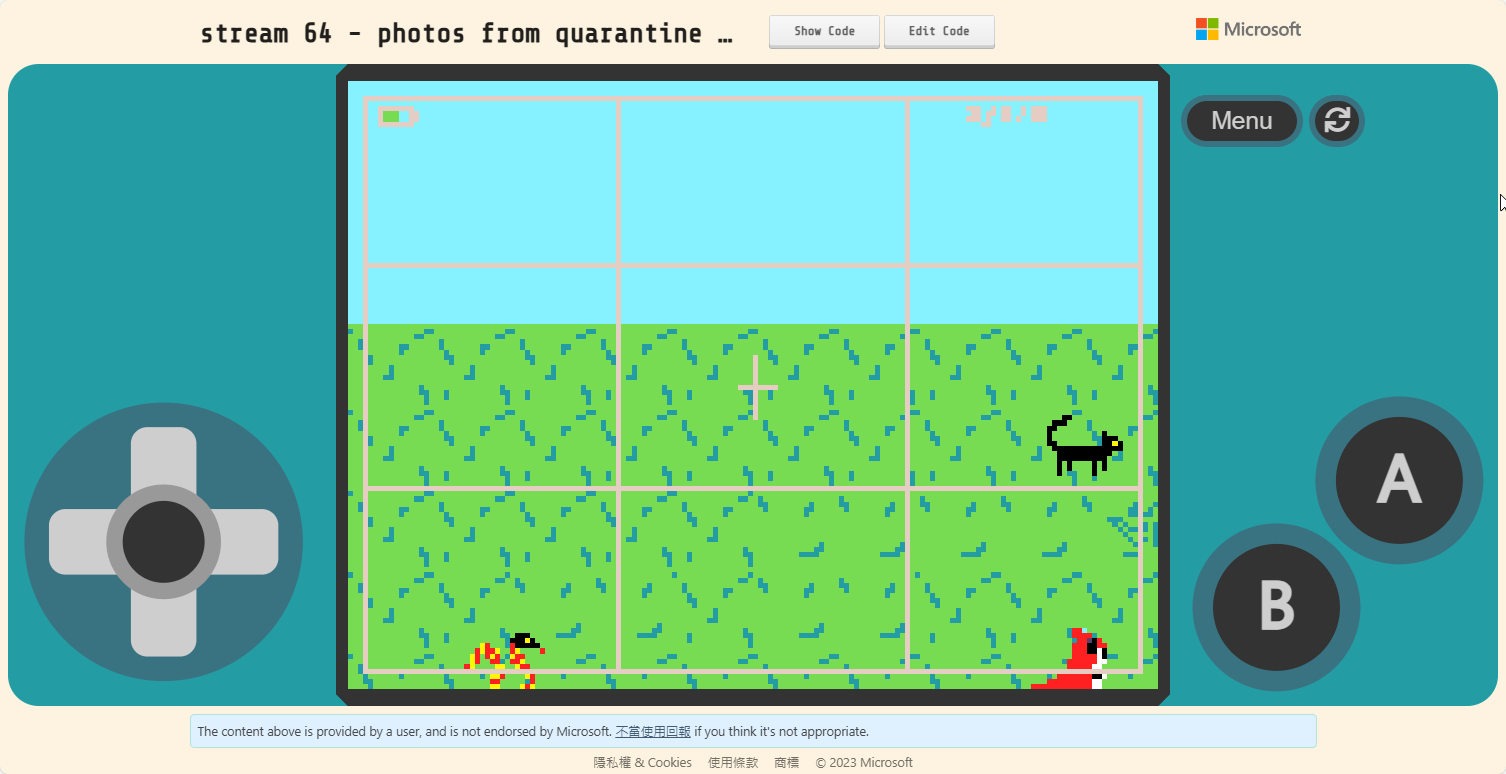 stream 64 - photos from quarantine …
Show Code
Edit Code
Microsoft
Menu
A
B
The content above is provided by a user, and is not endorsed by Microsoft. 不當使用回報 if you think it's not appropriate.
隱私權 & Cookies 使用條款 商標 © 2023 Microsoft